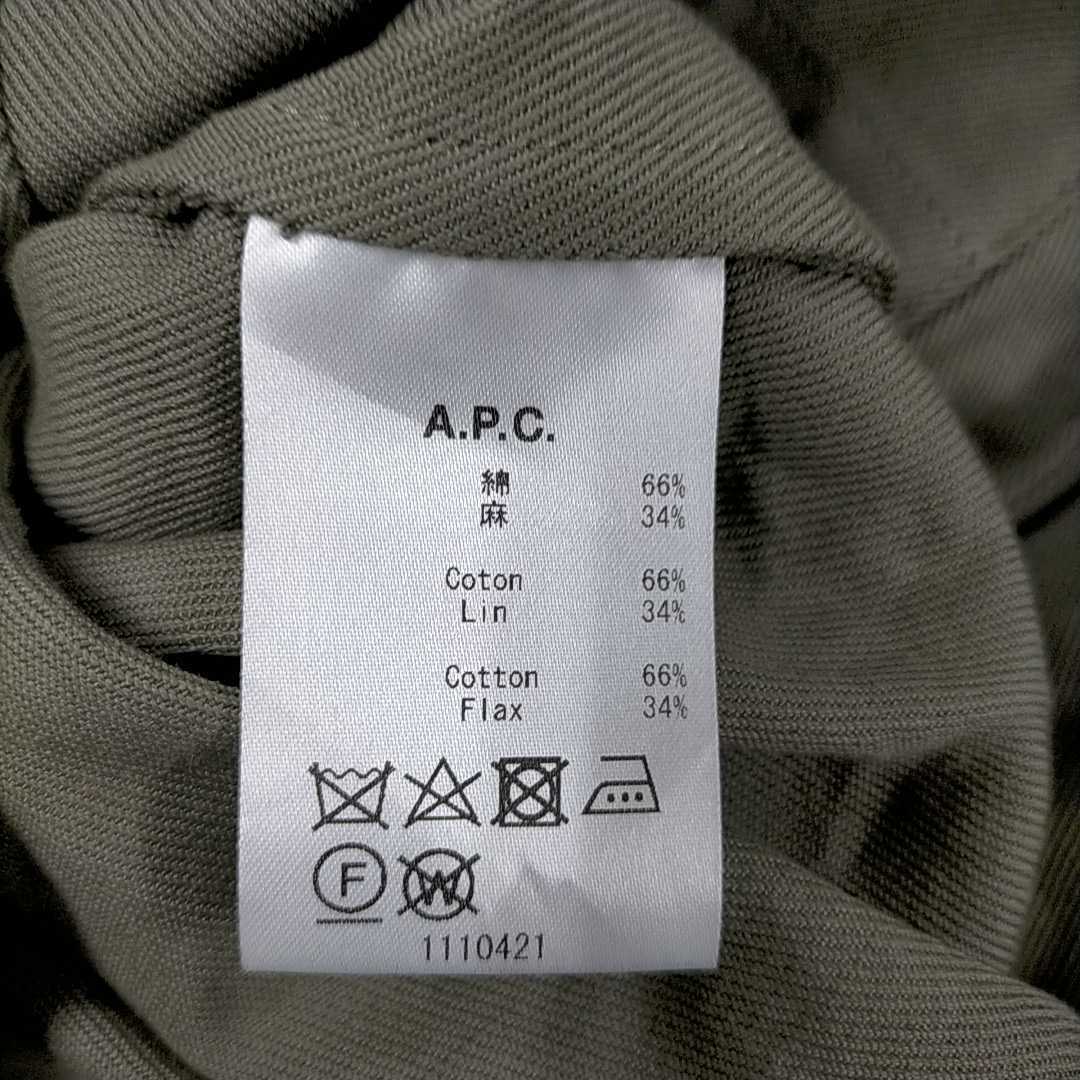 A.P.C.
綿 66%
麻 34%
Coton 66%
Lin 34%
Cotton 66%
Flax 34%
F W
1110421